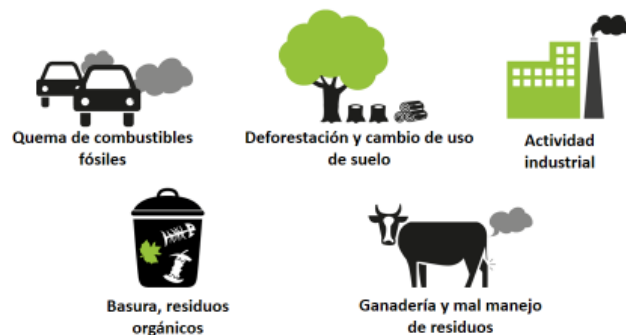 Quema de combustibles
fósiles
Deforestación y cambio de uso
de suelo
Actividad
industrial
Basura, residuos
orgánicos
Ganadería y mal manejo
de residuos